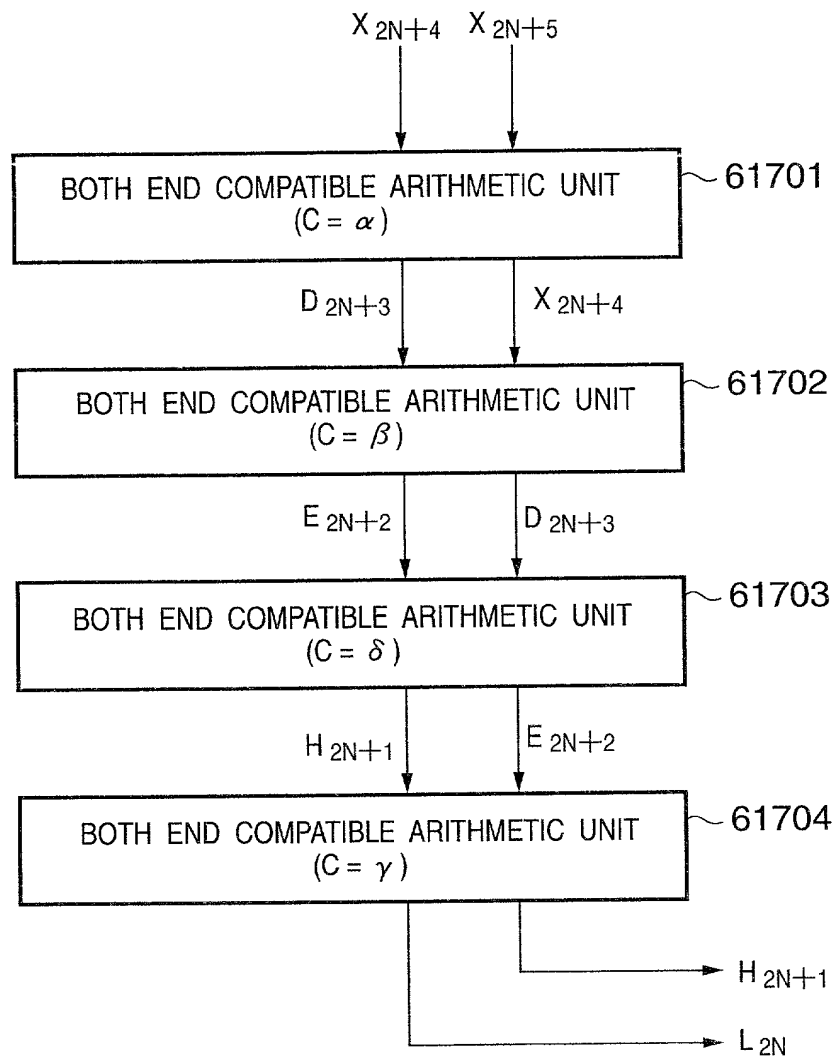 X 2N+4 X 2N+5
BOTH END COMPATIBLE ARITHMETIC UNIT
(C = α)
61701
D 2N+3 X 2N+4
BOTH END COMPATIBLE ARITHMETIC UNIT
(C = β)
61702
E 2N+2 D 2N+3
BOTH END COMPATIBLE ARITHMETIC UNIT
(C = δ)
61703
H 2N+1 E 2N+2
BOTH END COMPATIBLE ARITHMETIC UNIT
(C = γ)
61704
H 2N+1
L 2N